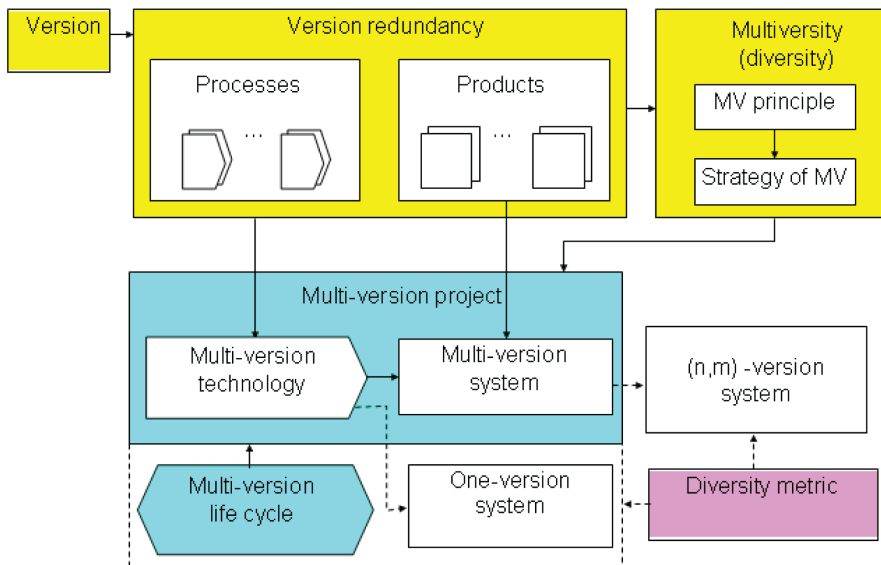 Version
Version redundancy
Multiversity
(diversity)
Processes
Products
...
...
MV principle
Strategy of MV
Multi-version project
Multi-version
technology
Multi-version
system
(n,m) -version
system
Multi-version
life cycle
One-version
system
Diversity metric